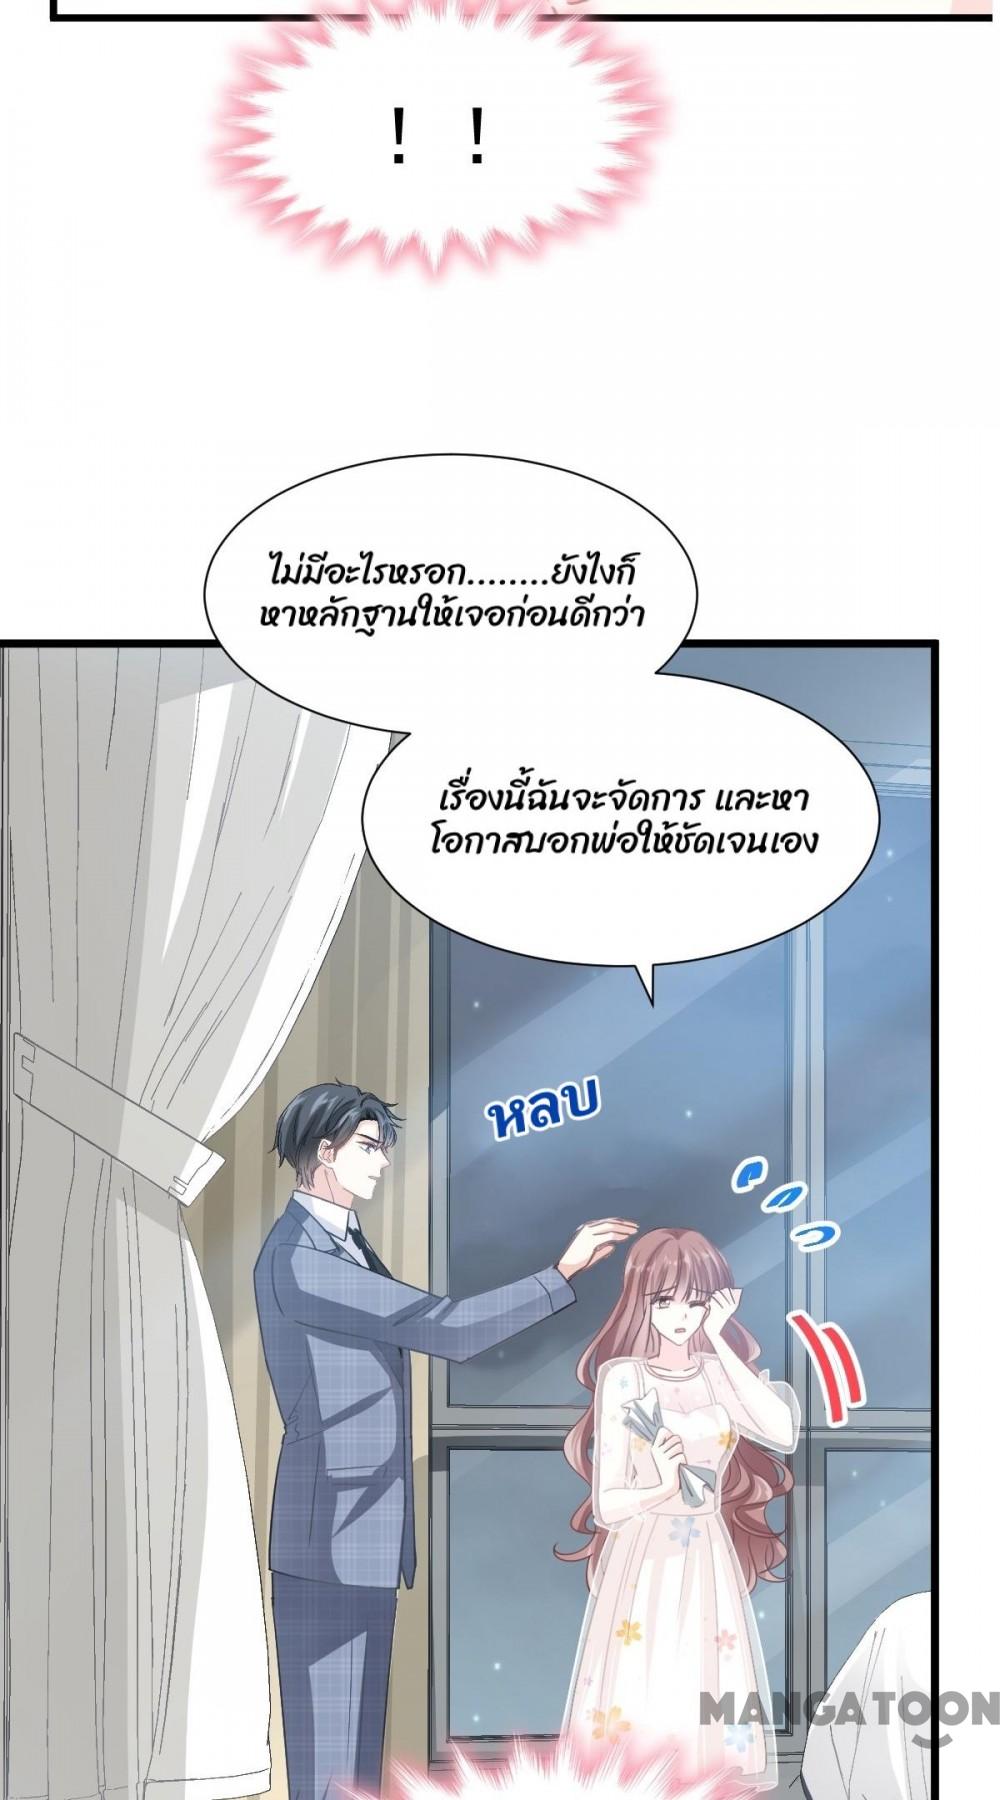 ! !
ไม่มีอะไรหรอก........ยังไงก็
หาหลักฐานให้เจอก่อนดีกว่า
เรื่องนี้ฉันจะจัดการ และหา
โอกาสบอกพ่อให้ชัดเจนเอง
หลบ
MANGATOON